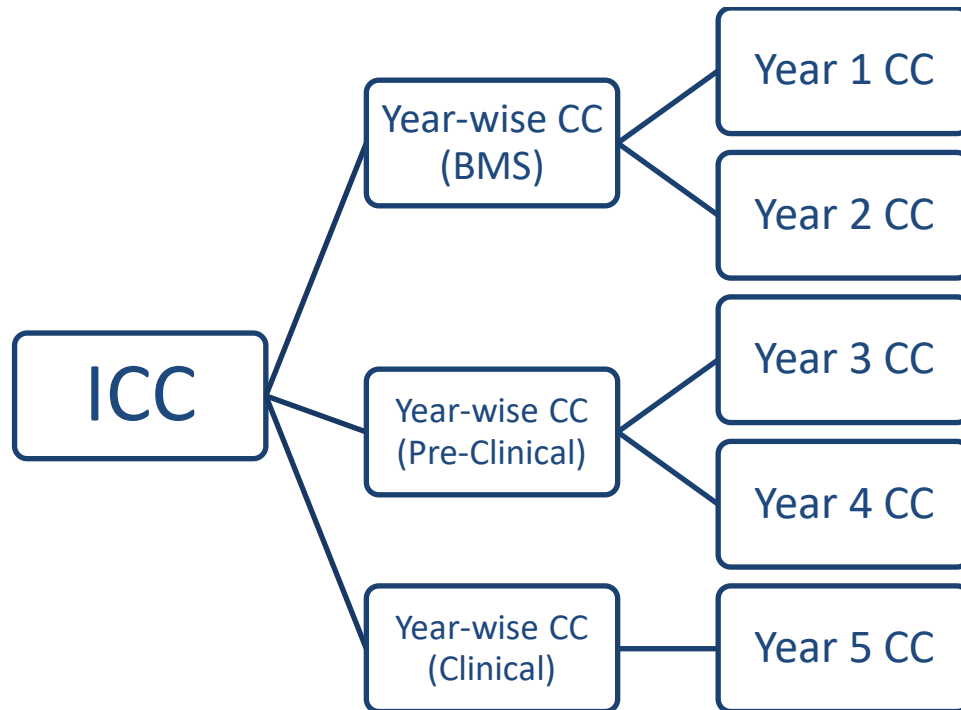 ICC
Year-wise CC
(BMS)
Year 1 CC
Year 2 CC
Year-wise CC
(Pre-Clinical)
Year 3 CC
Year 4 CC
Year-wise CC
(Clinical)
Year 5 CC